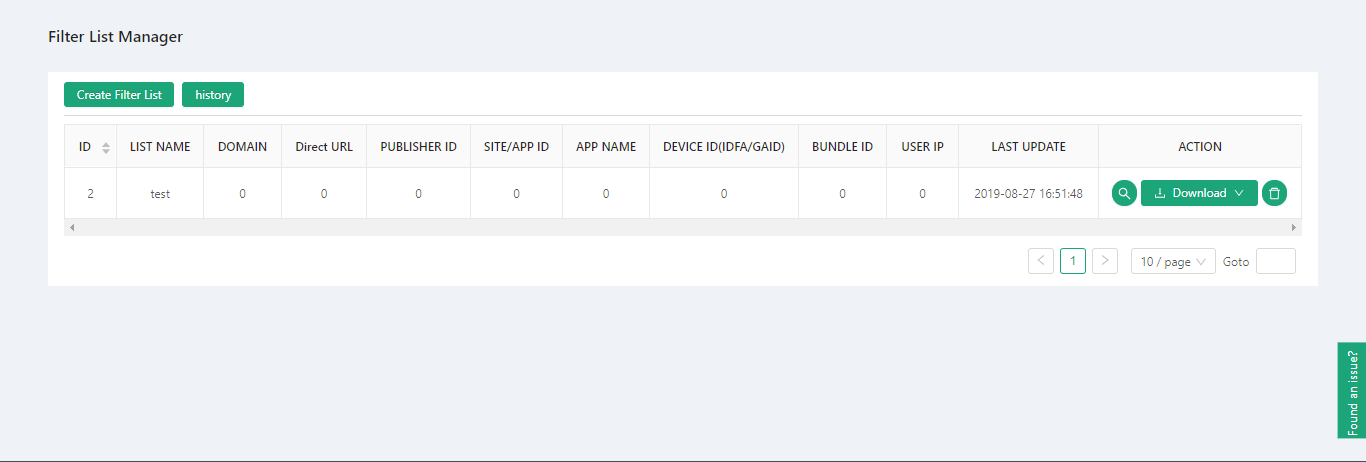 Filter List Manager
Create Filter List history
ID LIST NAME DOMAIN Direct URL PUBLISHER ID SITE/APP ID APP NAME DEVICE ID(IDFA/GAID) BUNDLE ID USER IP LAST UPDATE ACTION
2 test 0 0 0 0 0 0 0 0 2019-08-27 16:51:48 Download
1 10 / page Goto
Found an issue?